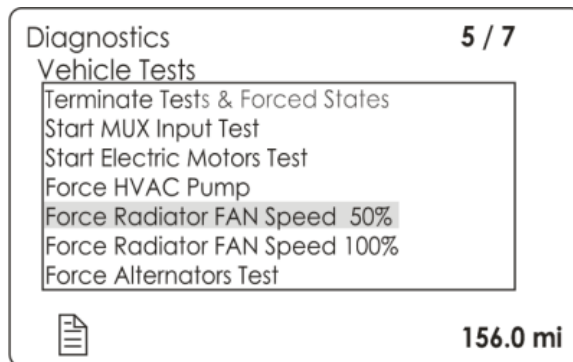 Diagnostics 5 / 7
Vehicle Tests
Terminate Tests & Forced States
Start MUX Input Test
Start Electric Motors Test
Force HVAC Pump
Force Radiator FAN Speed 50%
Force Radiator FAN Speed 100%
Force Alternators Test
156.0 mi